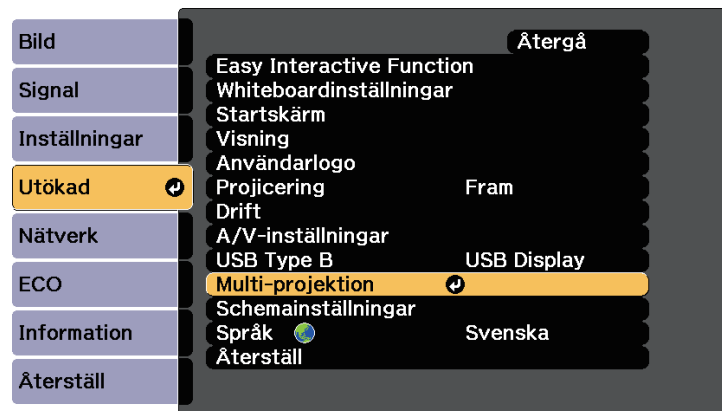 Bild
Signal
Inställningar
Utökad
Nätverk
ECO
Information
Återställ
Återgå
Easy Interactive Function
Whiteboardinställningar
Startskärm
Visning
Användarlogo
Projicering Fram
Drift
A/V-inställningar
USB Type B USB Display
Multi-projektion
Schemainställningar
Språk Svenska
Återställ